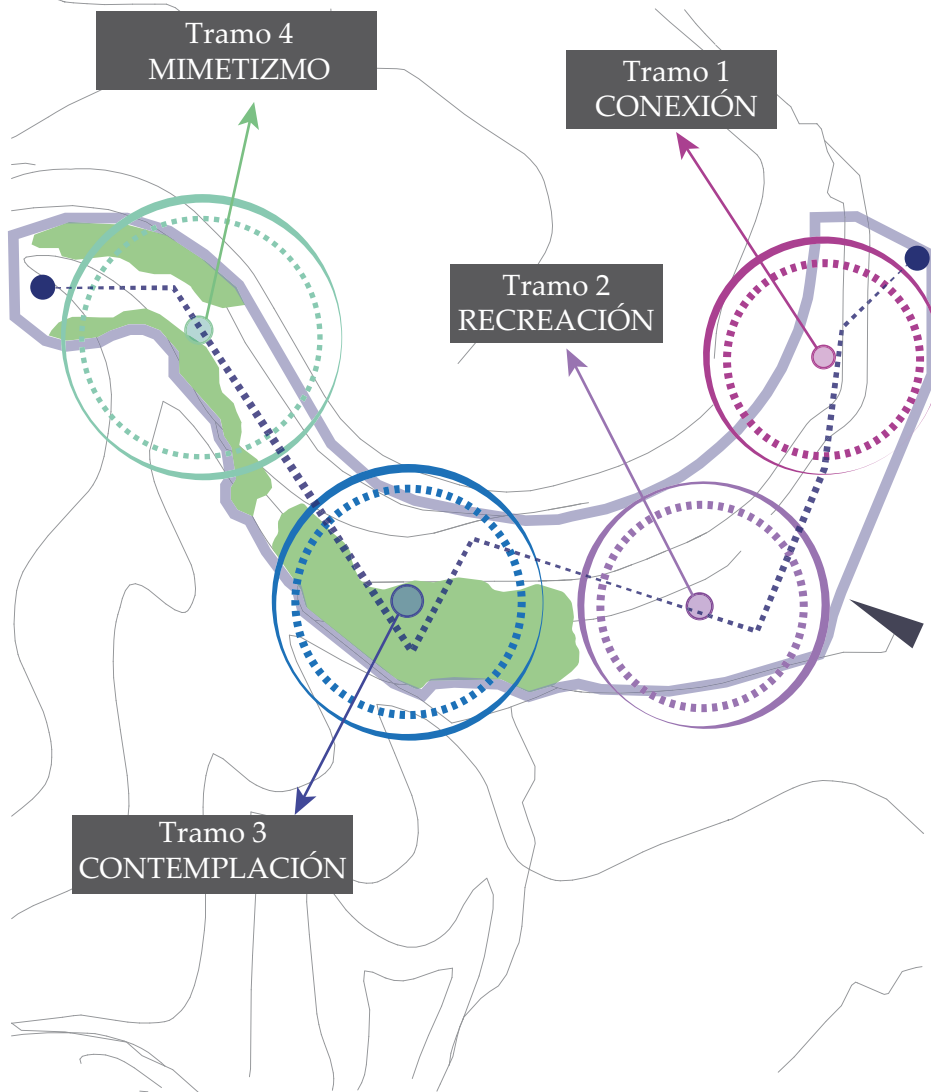 Tramo 4
MIMETIZMO
Tramo 1
CONEXIÓN
Tramo 2
RECREACIÓN
Tramo 3
CONTEMPLACIÓN